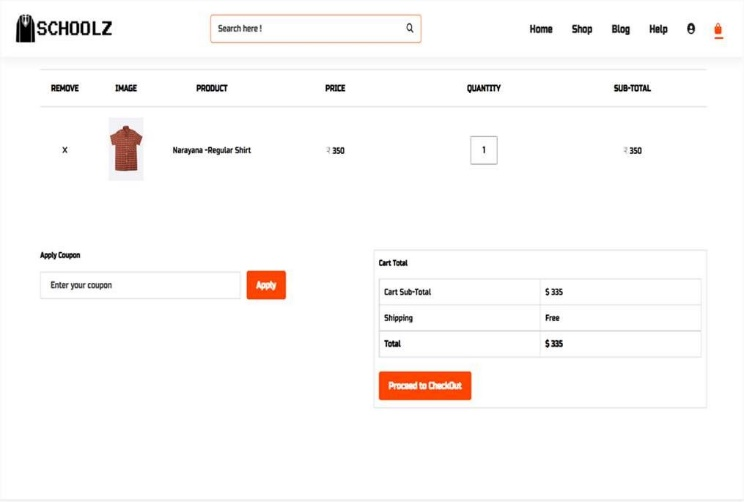 SCHOOLZ
Search here !
Home Shop Blog Help
REMOVE IMAGE PRODUCT PRICE QUANTITY SUB-TOTAL
X Narayana -Regular Shirt ₹ 350 1 ₹ 350
Apply Coupon
Enter your coupon Apply
Cart Total
Cart Sub-Total $ 335
Shipping Free
Total $ 335
Proceed to CheckOut